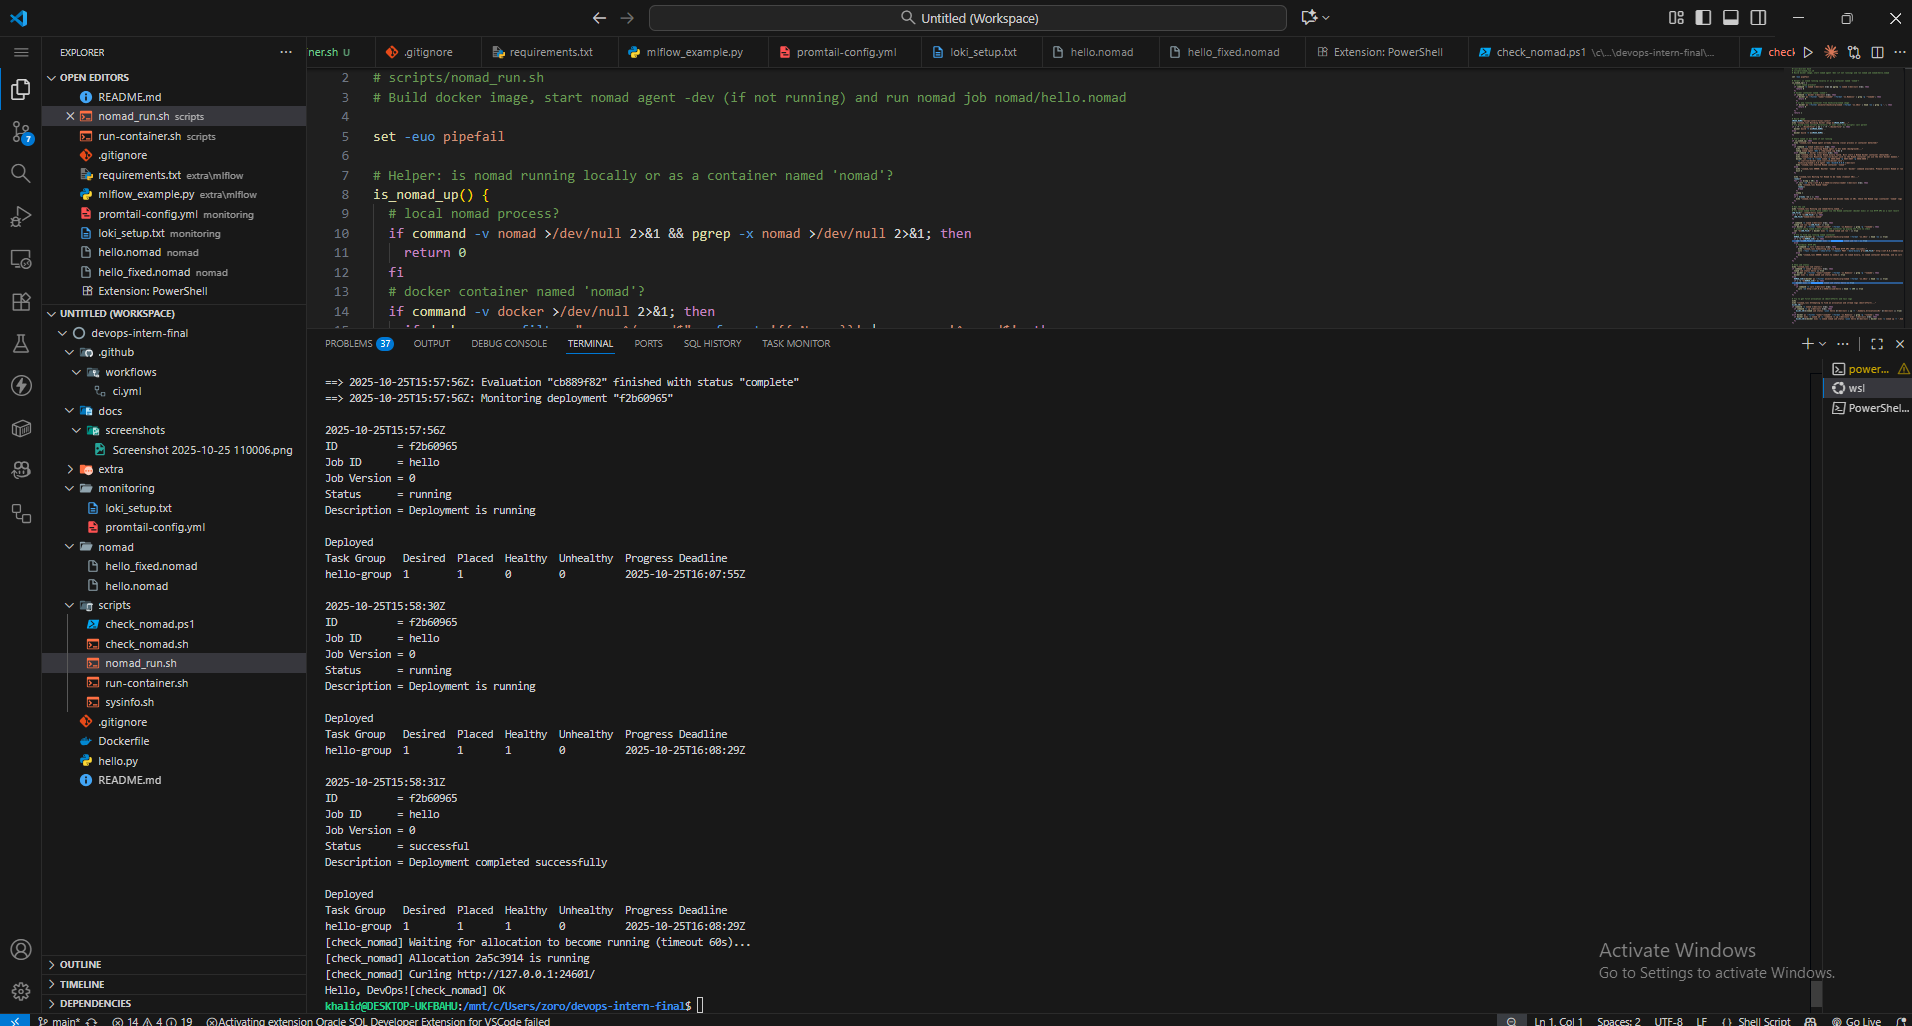 Untitled (Workspace)
EXPLORER
OPEN EDITORS
README.md
nomad_run.sh scripts
run-container.sh scripts
.gitignore
requirements.txt extra\mlflow
mlflow_example.py extra\mlflow
promtail-config.yml monitoring
loki_setup.txt monitoring
hello.nomad nomad
hello_fixed.nomad nomad
Extension: PowerShell
UNTITLED (WORKSPACE)
devops-intern-final
.github
workflows
ci.yml
docs
screenshots
Screenshot 2025-10-25 110006.png
extra
monitoring
loki_setup.txt
promtail-config.yml
nomad
hello_fixed.nomad
hello.nomad
scripts
check_nomad.ps1
check_nomad.sh
nomad_run.sh
run-container.sh
sysinfo.sh
.gitignore
Dockerfile
hello.py
README.md
OUTLINE
TIMELINE
DEPENDENCIES
ner.sh U .gitignore requirements.txt mlflow_example.py promtail-config.yml loki_setup.txt hello.nomad hello_fixed.nomad Extension: PowerShell check_nomad.ps1 \c\...\devops-intern-final\... check
2 # scripts/nomad_run.sh
3 # Build docker image, start nomad agent -dev (if not running) and run nomad job nomad/hello.nomad
4
5 set -euo pipefail
6
7 # Helper: is nomad running locally or as a container named 'nomad'?
8 is_nomad_up() {
9 # local nomad process?
10 if command -v nomad >/dev/null 2>&1 && pgrep -x nomad >/dev/null 2>&1; then
11 return 0
12 fi
13 # docker container named 'nomad'?
14 if command -v docker >/dev/null 2>&1; then
PROBLEMS 37 OUTPUT DEBUG CONSOLE TERMINAL PORTS SQL HISTORY TASK MONITOR
power...
wsl
PowerShel...
==> 2025-10-25T15:57:56Z: Evaluation "cb889f82" finished with status "complete"
==> 2025-10-25T15:57:56Z: Monitoring deployment "f2b60965"
2025-10-25T15:57:56Z
ID = f2b60965
Job ID = hello
Job Version = 0
Status = running
Description = Deployment is running
Deployed
Task Group Desired Placed Healthy Unhealthy Progress Deadline
hello-group 1 1 0 0 2025-10-25T16:07:55Z
2025-10-25T15:58:30Z
ID = f2b60965
Job ID = hello
Job Version = 0
Status = running
Description = Deployment is running
Deployed
Task Group Desired Placed Healthy Unhealthy Progress Deadline
hello-group 1 1 1 0 2025-10-25T16:08:29Z
2025-10-25T15:58:31Z
ID = f2b60965
Job ID = hello
Job Version = 0
Status = successful
Description = Deployment completed successfully
Deployed
Task Group Desired Placed Healthy Unhealthy Progress Deadline
hello-group 1 1 1 0 2025-10-25T16:08:29Z
[check_nomad] Waiting for allocation to become running (timeout 60s)...
[check_nomad] Allocation 2a5c3914 is running
[check_nomad] Curling http://127.0.0.1:24601/
Hello, DevOps![check_nomad] OK
khalid@DESKTOP-UKFBAHU:/mnt/c/Users/zoro/devops-intern-final$
Activate Windows
Go to Settings to activate Windows.
7
main* 14 4 19 Activating extension Oracle SQL Developer Extension for VSCode failed Ln 1, Col 1 Spaces: 2 UTF-8 LF Shell Script Go Live